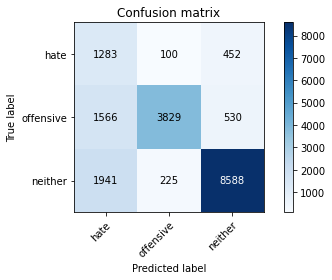 Confusion matrix
hate 1283 100 452
offensive 1566 3829 530
neither 1941 225 8588
True label
hate offensive neither
Predicted label
8000
7000
6000
5000
4000
3000
2000
1000